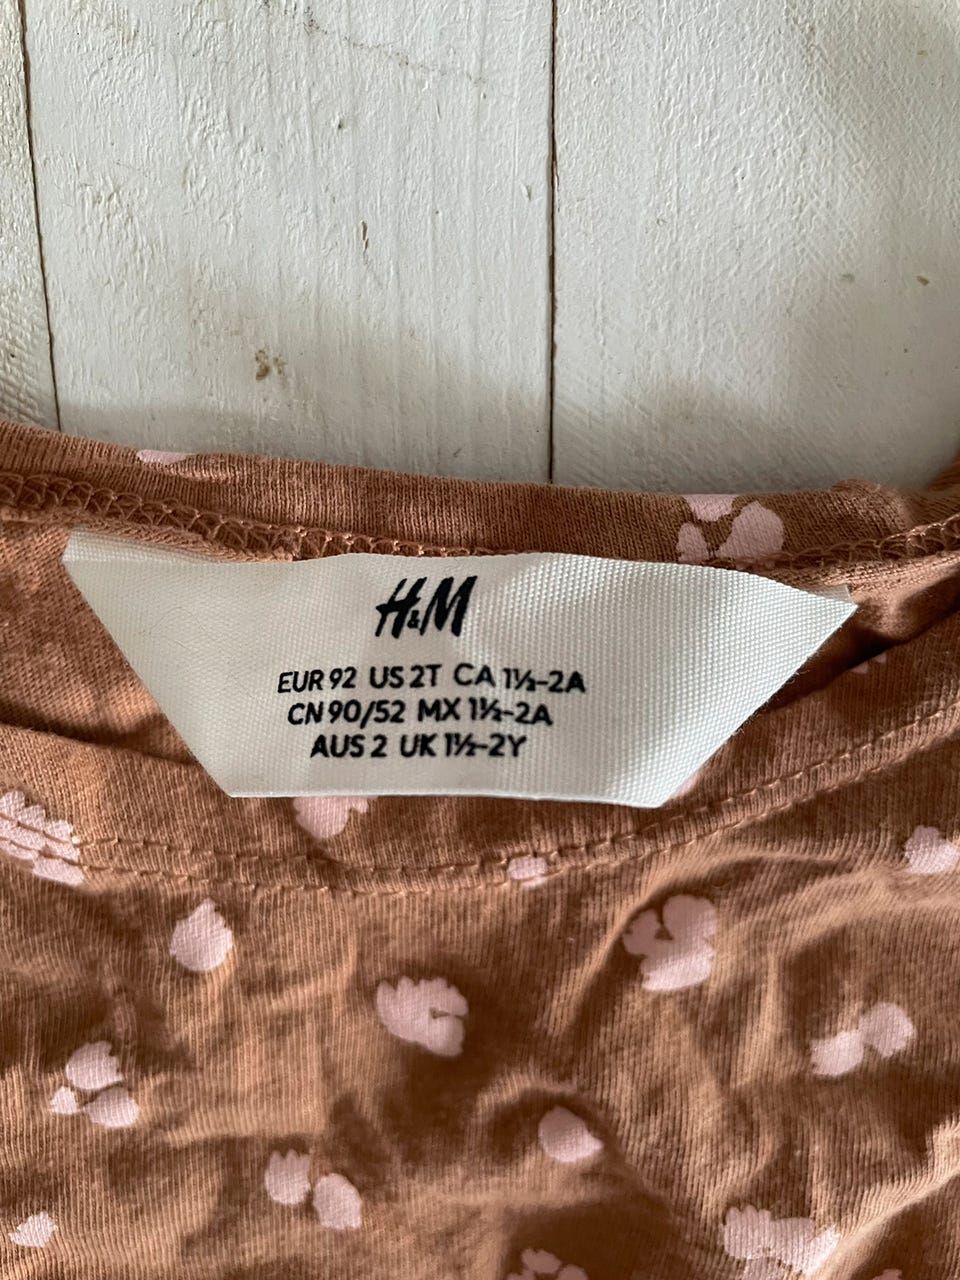 H&M
EUR 92 US 2T CA 1½-2A
CN 90/52 MX 1½-2A
AUS 2 UK 1½-2Y